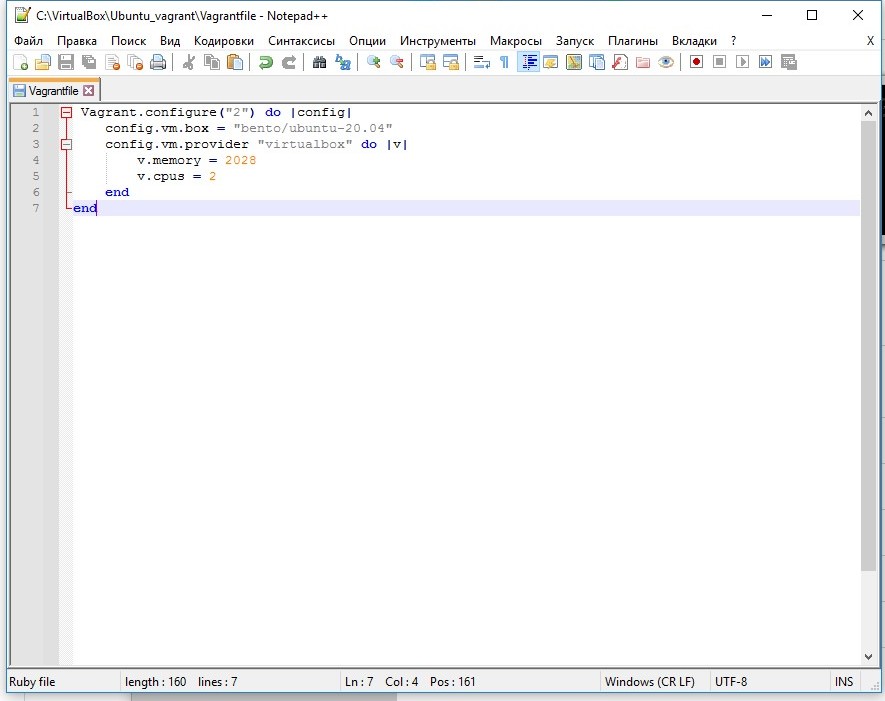 C:\VirtualBox\Ubuntu_vagrant\Vagrantfile - Notepad++
Файл Правка Поиск Вид Кодировки Синтаксисы Опции Инструменты Макросы Запуск Плагины Вкладки ? X
Vagrantfile
1 Vagrant.configure("2") do |config|
2 config.vm.box = "bento/ubuntu-20.04"
3 config.vm.provider "virtualbox" do |v|
4 v.memory = 2028
5 v.cpus = 2
6 end
7 end
Ruby file length : 160 lines : 7 Ln : 7 Col : 4 Pos : 161 Windows (CR LF) UTF-8 INS